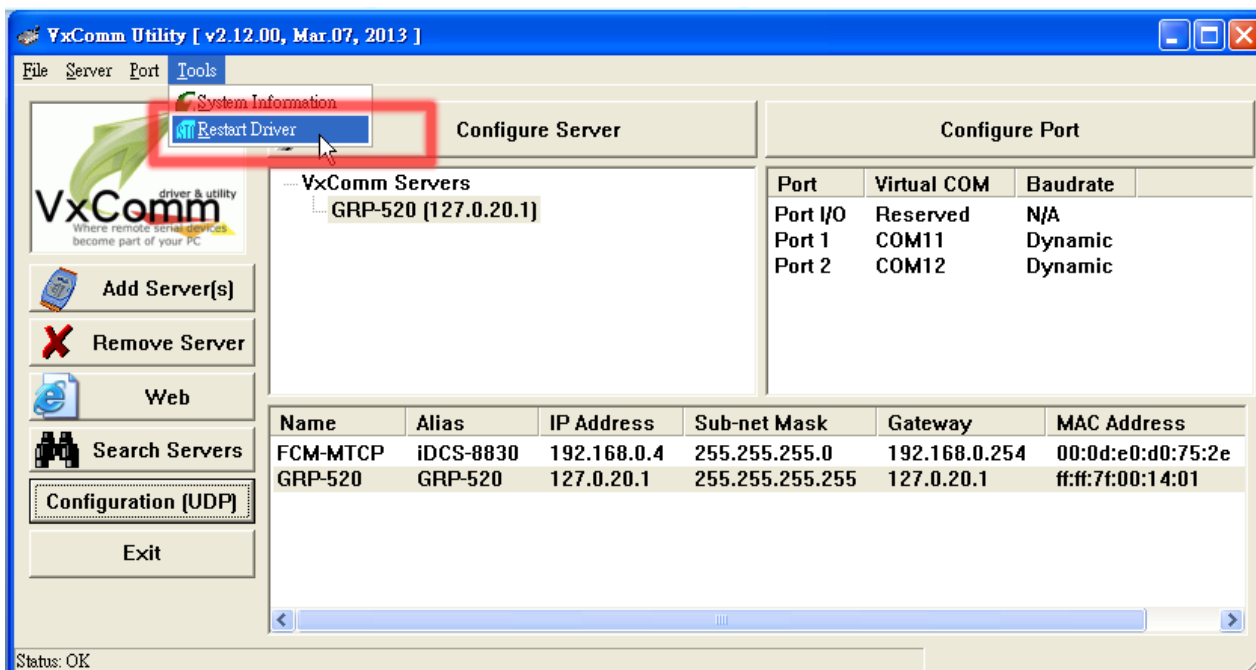 VxComm Utility [ v2.12.00, Mar.07, 2013 ]
File Server Port Tools
System Information
Restart Driver
VxComm
driver & utility
Where remote serial devices
become part of your PC
Add Server(s)
Remove Server
Web
Search Servers
Configuration (UDP)
Exit
Configure Server
VxComm Servers
GRP-520 (127.0.20.1)
Configure Port
Port Virtual COM Baudrate
Port I/O Reserved N/A
Port 1 COM11 Dynamic
Port 2 COM12 Dynamic
Name Alias IP Address Sub-net Mask Gateway MAC Address
FCM-MTCP iDCS-8830 192.168.0.4 255.255.255.0 192.168.0.254 00:0d:e0:d0:75:2e
GRP-520 GRP-520 127.0.20.1 255.255.255.255 127.0.20.1 ff:ff:7f:00:14:01
Status: OK